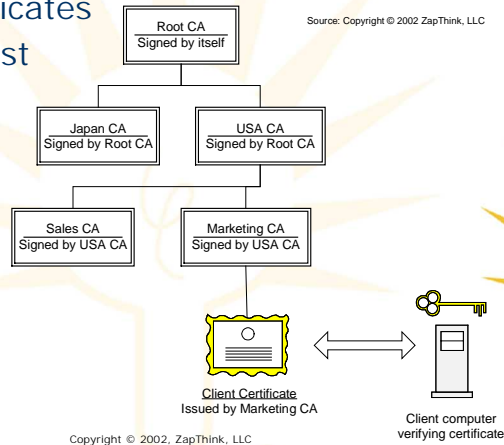 icates
st
Source: Copyright © 2002 ZapThink, LLC
Root CA
Signed by itself
Japan CA
Signed by Root CA
USA CA
Signed by Root CA
Sales CA
Signed by USA CA
Marketing CA
Signed by USA CA
Client Certificate
Issued by Marketing CA
Client computer
verifying certificate
Copyright © 2002, ZapThink, LLC